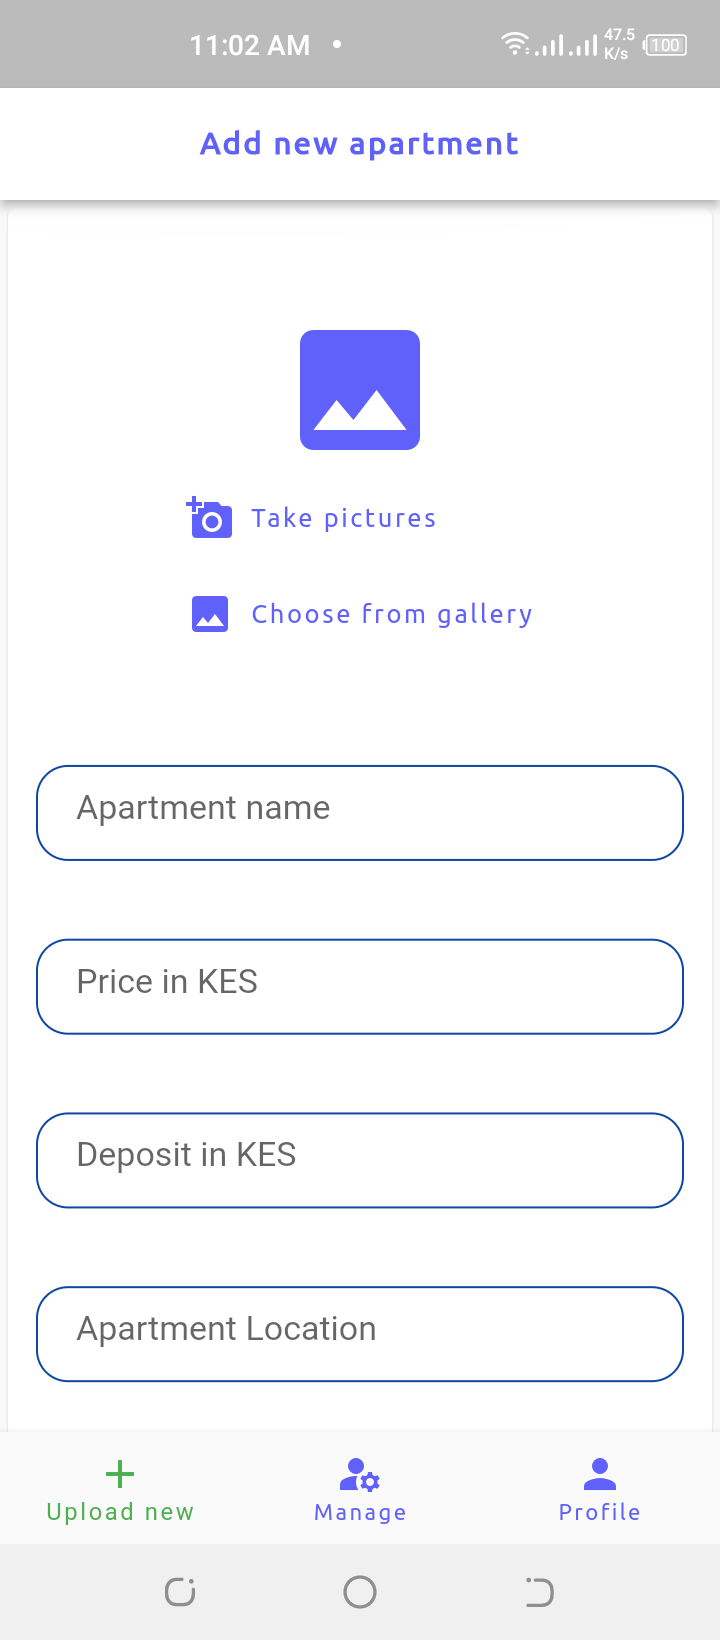 11:02 AM
47.5
K/s
100
Add new apartment
Take pictures
Choose from gallery
Apartment name
Price in KES
Deposit in KES
Apartment Location
Upload new
Manage
Profile